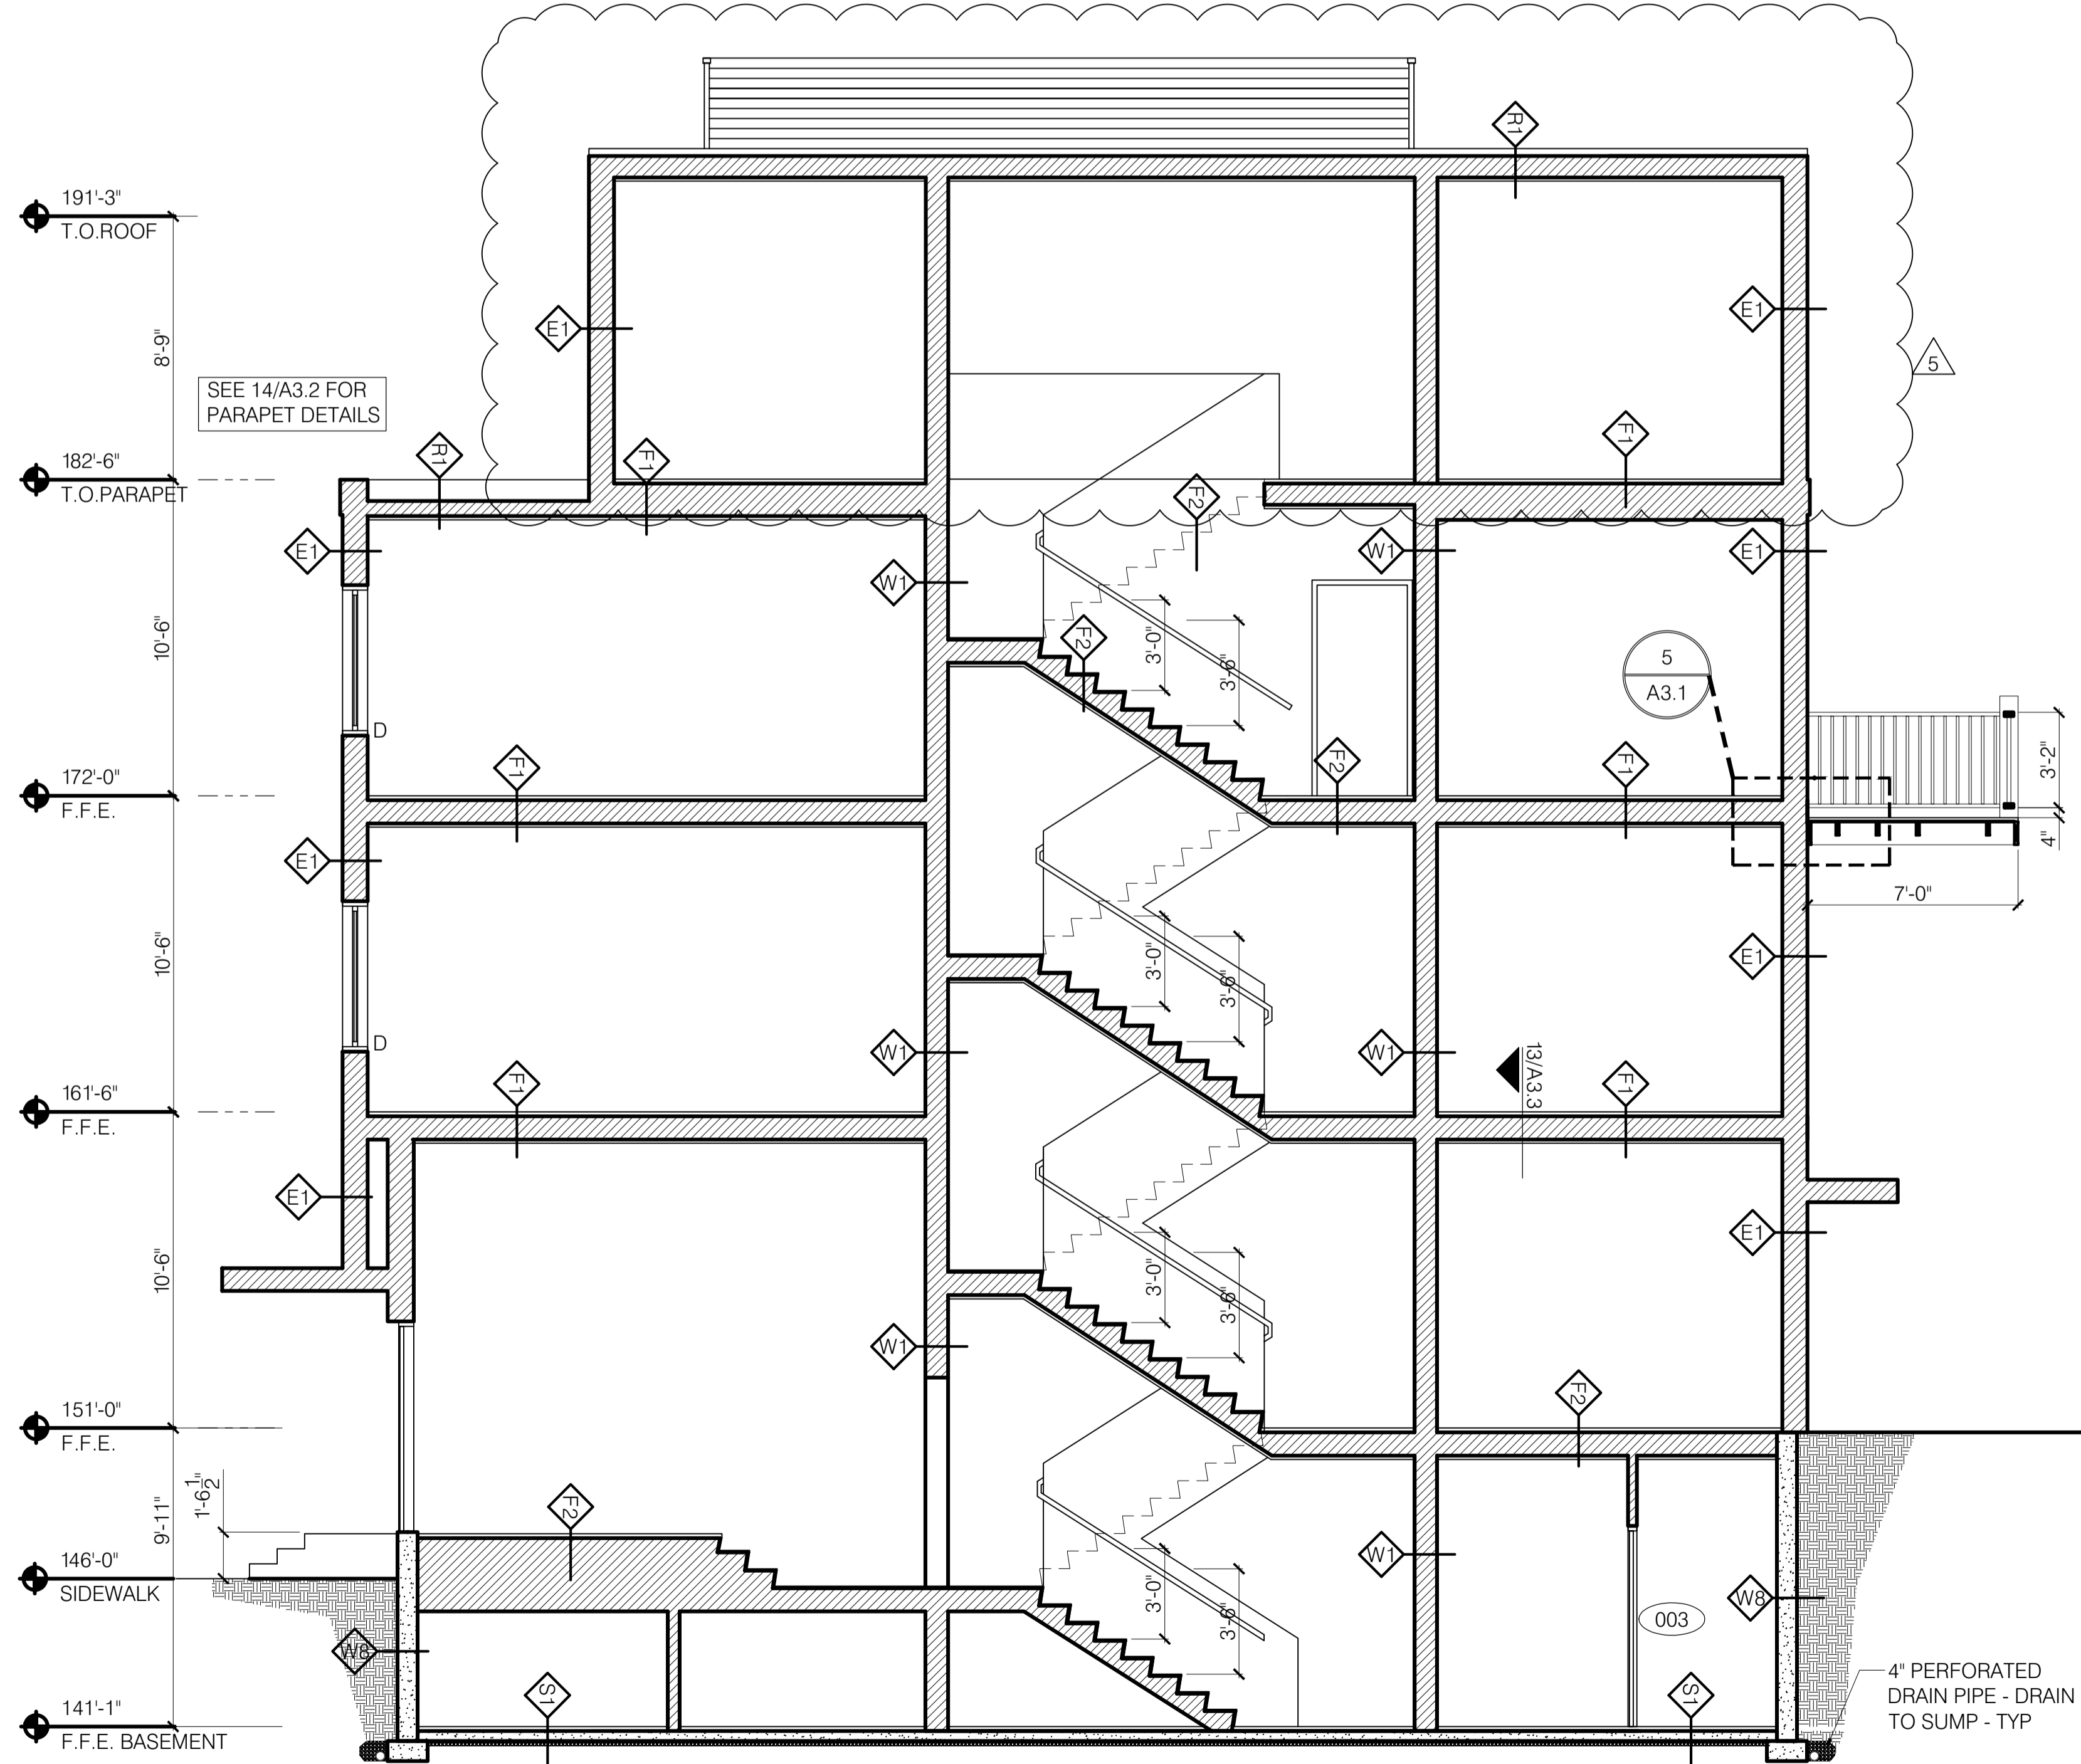 R1
191'-3"
T.O.ROOF
E1
E1
8'-9"
5
SEE 14/A3.2 FOR
PARAPET DETAILS
R1
F1
F1
182'-6"
T.O.PARAPET
F2
E1
W1
E1
W1
10'-6"
3'-0"
3'-6"
F2
5
A3.1
D
F1
F2
F1
3'-2"
172'-0"
F.F.E.
4"
E1
7'-0"
10'-6"
3'-0"
3'-6"
E1
D
W1
W1
13/A3.3
F1
F1
161'-6"
F.F.E.
E1
E1
10'-6"
3'-0"
3'-6"
W1
F2
151'-0"
F.F.E.
1'-6 1/2"
9'-11"
F2
W1
146'-0"
SIDEWALK
3'-0"
3'-6"
W8
003
W8
S1
S1
4" PERFORATED
DRAIN PIPE - DRAIN
TO SUMP - TYP
141'-1"
F.F.E. BASEMENT